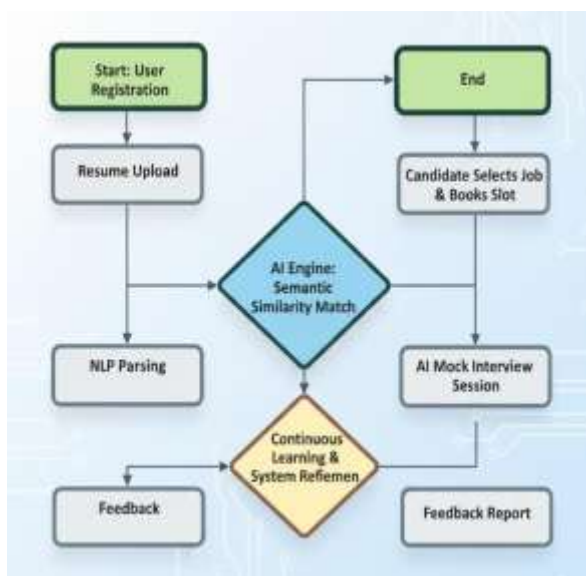 Start: User
Registration
End
Resume Upload
Candidate Selects Job
& Books Slot
AI Engine:
Semantic
Similarity Match
NLP Parsing
AI Mock Interview
Session
Continuous
Learning &
System Reflemen
Feedback
Feedback Report